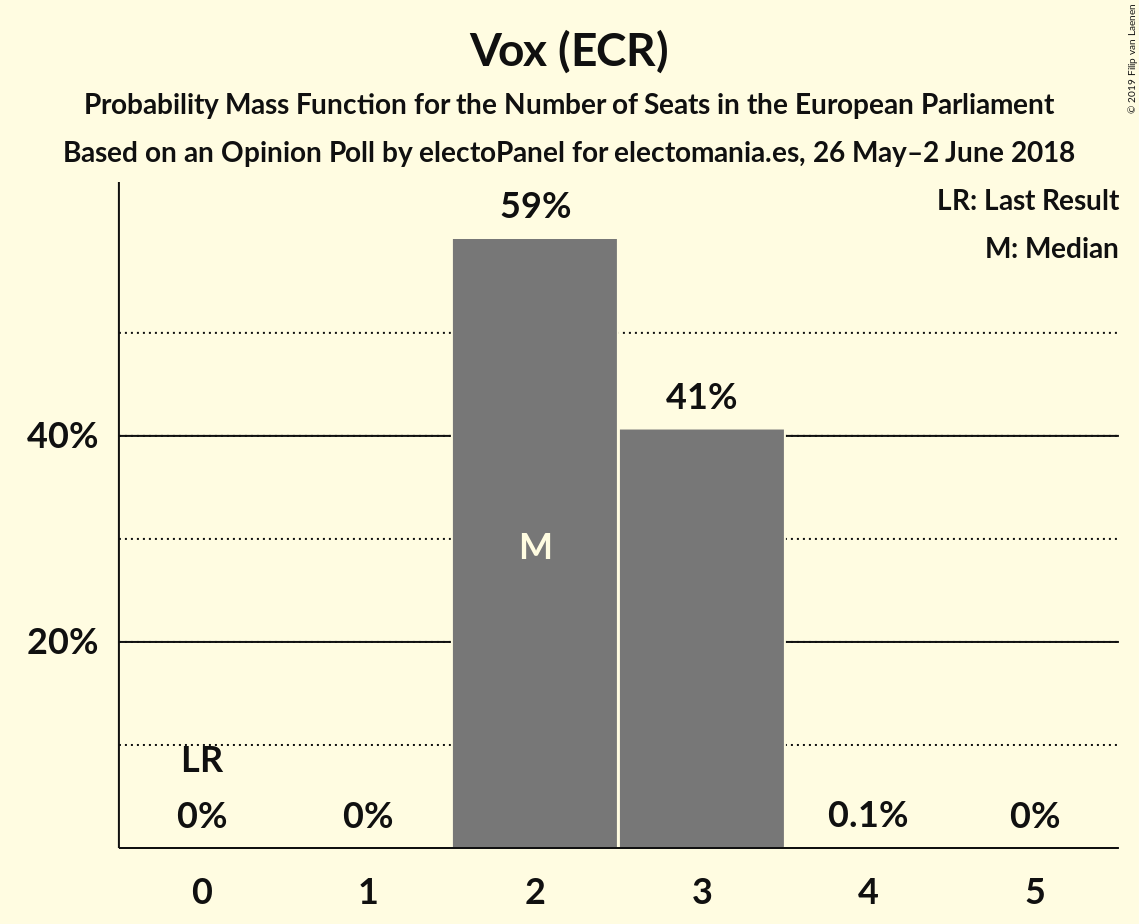 Vox (ECR)
Probability Mass Function for the Number of Seats in the European Parliament
Based on an Opinion Poll by electoPanel for electomania.es, 26 May–2 June 2018
© 2019 Filip van Laenen
LR: Last Result
M: Median
59%
41%
40%
M
20%
LR
0%
0%
0.1%
0%
0
1
2
3
4
5